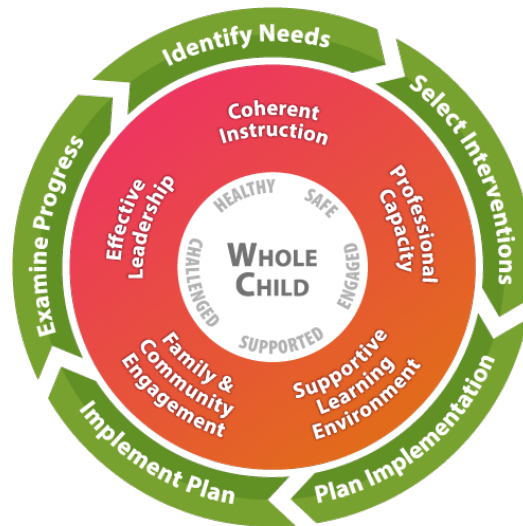 Identify Needs
Select Interventions
Plan Implementation
Implement Plan
Examine Progress
Coherent
Instruction
Professional
Capacity
Supportive
Learning
Environment
Family &
Community
Engagement
Effective
Leadership
HEALTHY
SAFE
ENGAGED
SUPPORTED
CHALLENGED
WHOLE
CHILD